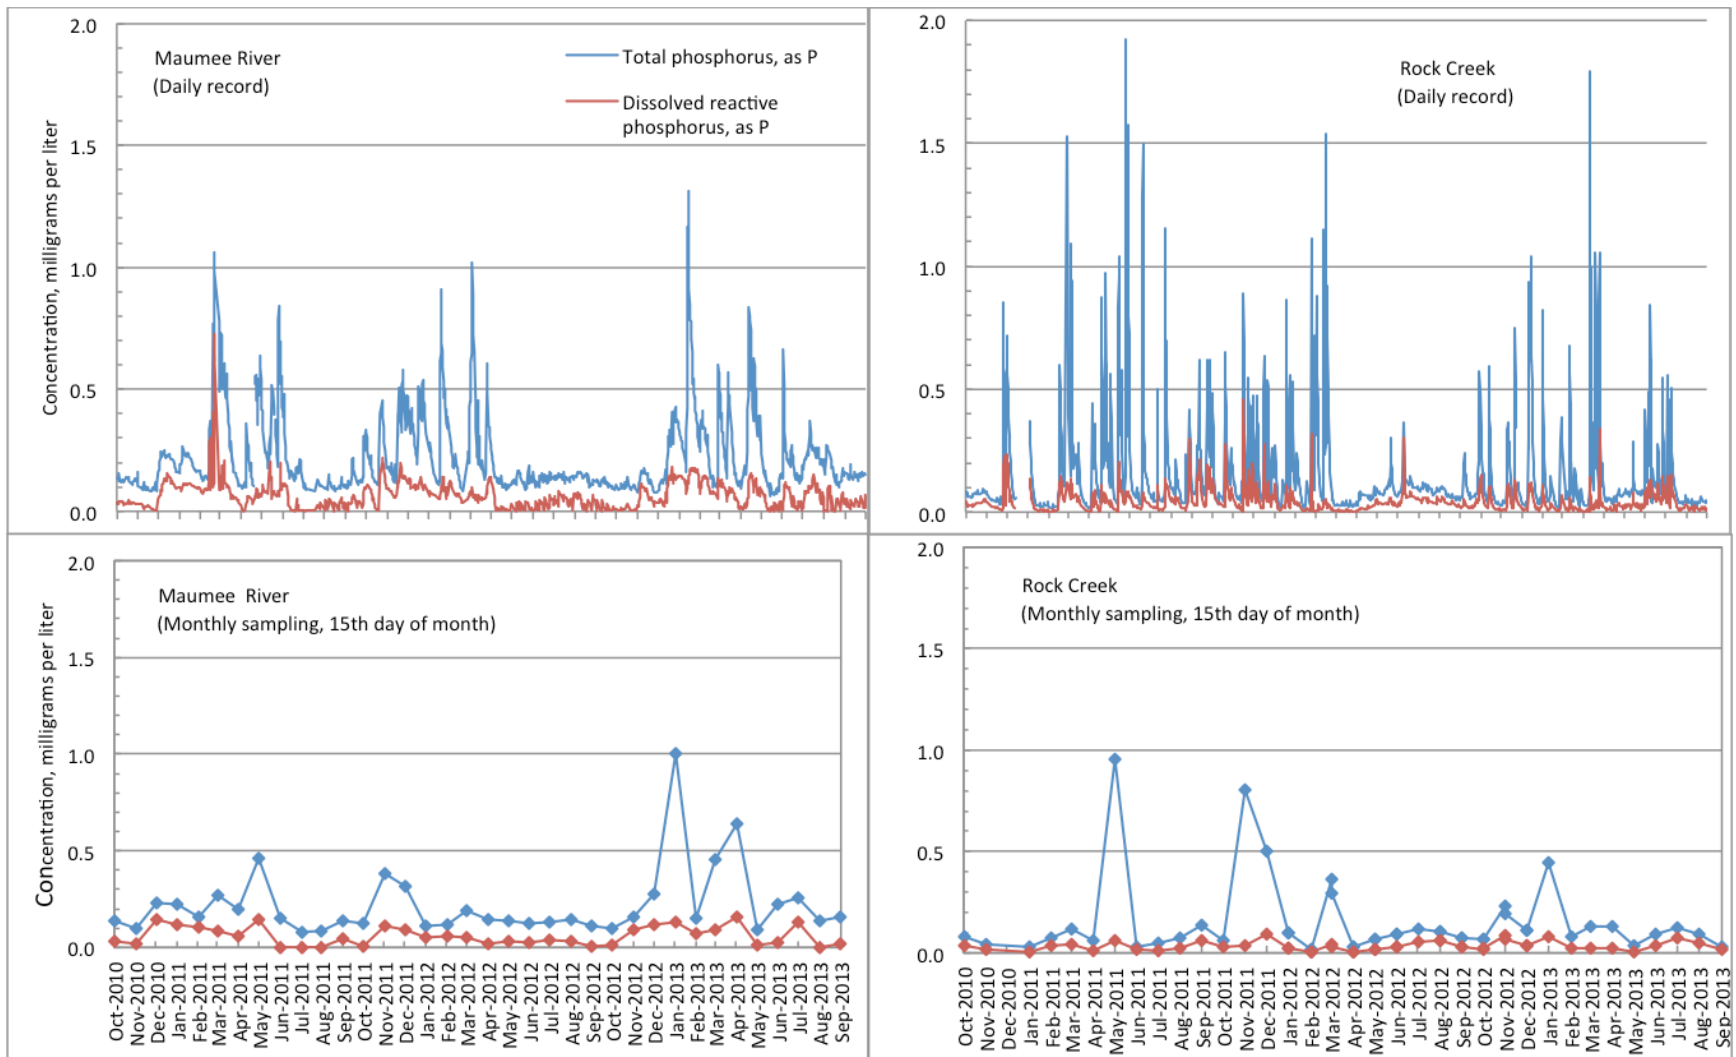 2.0
1.5
1.0
0.5
0.0
Concentration, milligrams per liter
Maumee River
(Daily record)
Total phosphorus, as P
Dissolved reactive
phosphorus, as P
2.0
1.5
1.0
0.5
0.0
Rock Creek
(Daily record)
2.0
1.5
1.0
0.5
0.0
Concentration, milligrams per liter
Maumee River
(Monthly sampling, 15th day of month)
Oct-2010
Nov-2010
Dec-2010
Jan-2011
Feb-2011
Mar-2011
Apr-2011
May-2011
Jun-2011
Jul-2011
Aug-2011
Sep-2011
Oct-2011
Nov-2011
Dec-2011
Jan-2012
Feb-2012
Mar-2012
Apr-2012
May-2012
Jun-2012
Jul-2012
Aug-2012
Sep-2012
Oct-2012
Nov-2012
Dec-2012
Jan-2013
Feb-2013
Mar-2013
Apr-2013
May-2013
Jun-2013
Jul-2013
Aug-2013
Sep-2013
2.0
1.5
1.0
0.5
0.0
Rock Creek
(Monthly sampling, 15th day of month)
Oct-2010
Nov-2010
Dec-2010
Jan-2011
Feb-2011
Mar-2011
Apr-2011
May-2011
Jun-2011
Jul-2011
Aug-2011
Sep-2011
Oct-2011
Nov-2011
Dec-2011
Jan-2012
Feb-2012
Mar-2012
Apr-2012
May-2012
Jun-2012
Jul-2012
Aug-2012
Sep-2012
Oct-2012
Nov-2012
Dec-2012
Jan-2013
Feb-2013
Mar-2013
Apr-2013
May-2013
Jun-2013
Jul-2013
Aug-2013
Sep-2013